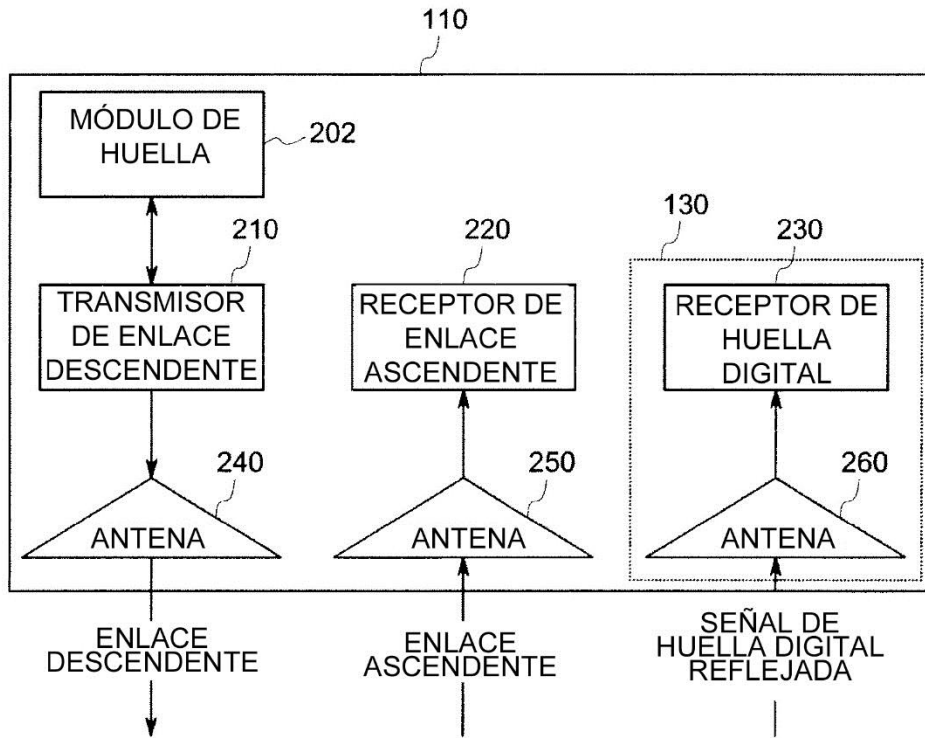 110
MÓDULO DE
HUELLA
202
210
TRANSMISOR
DE ENLACE
DESCENDENTE
220
RECEPTOR DE
ENLACE
ASCENDENTE
130
230
RECEPTOR DE
HUELLA
DIGITAL
240
ANTENA
250
ANTENA
260
ANTENA
ENLACE
DESCENDENTE
ENLACE
ASCENDENTE
SEÑAL DE
HUELLA DIGITAL
REFLEJADA